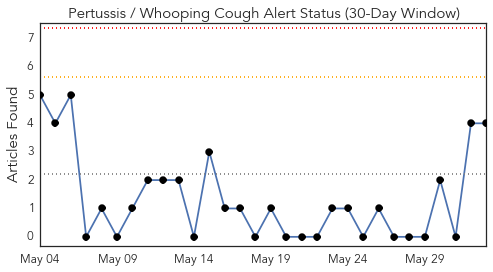 Pertussis / Whooping Cough Alert Status (30-Day Window)
Articles Found
7
6
5
4
3
2
1
0
May 04 May 09 May 14 May 19 May 24 May 29